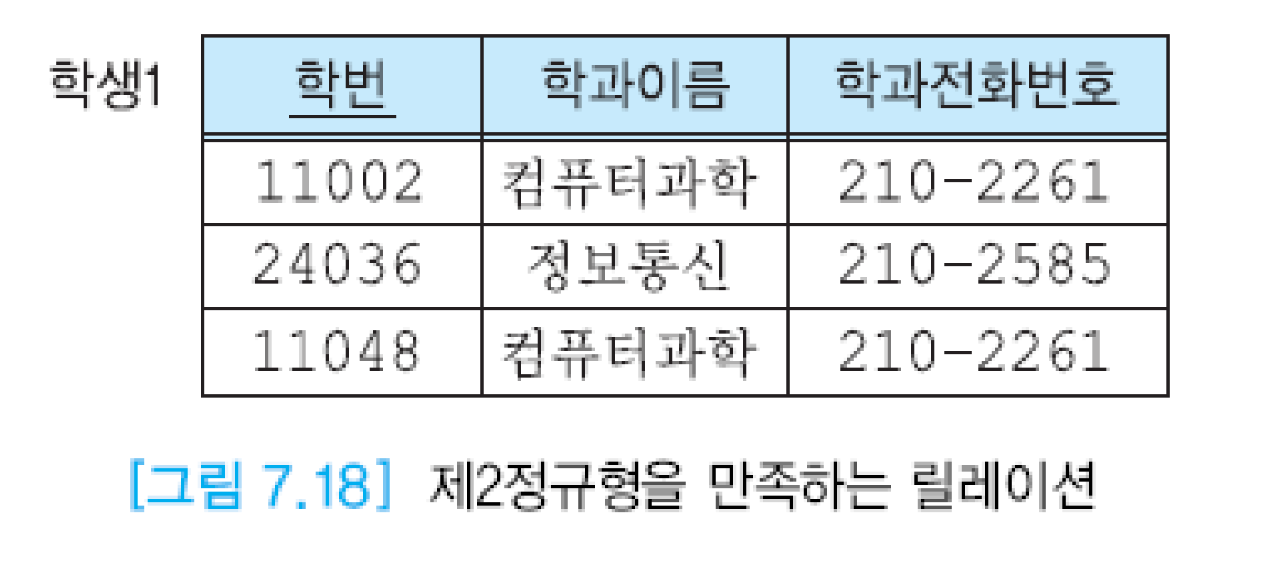 학생1 학번 학과이름 학과전화번호
11002 컴퓨터과학 210-2261
24036 정보통신 210-2585
11048 컴퓨터과학 210-2261
[그림 7.18] 제2정규형을 만족하는 릴레이션